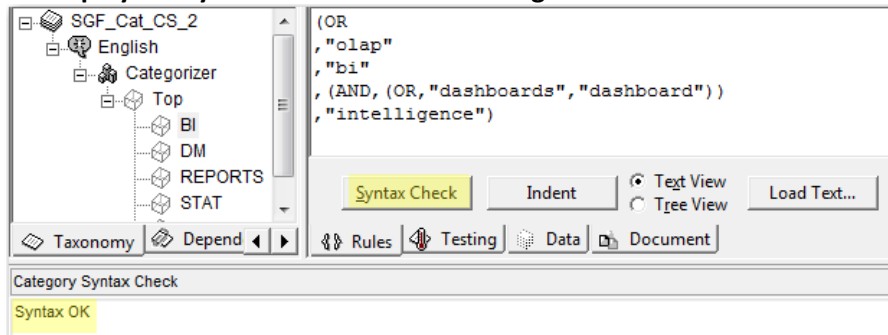 SGF_Cat_CS_2
English
Categorizer
Top
BI
DM
REPORTS
STAT
Taxonomy Depend
(OR
,"olap"
,"bi"
,(AND,(OR,"dashboards","dashboard"))
,"intelligence")
Syntax Check Indent Text View Tree View Load Text...
Rules Testing Data Document
Category Syntax Check
Syntax OK